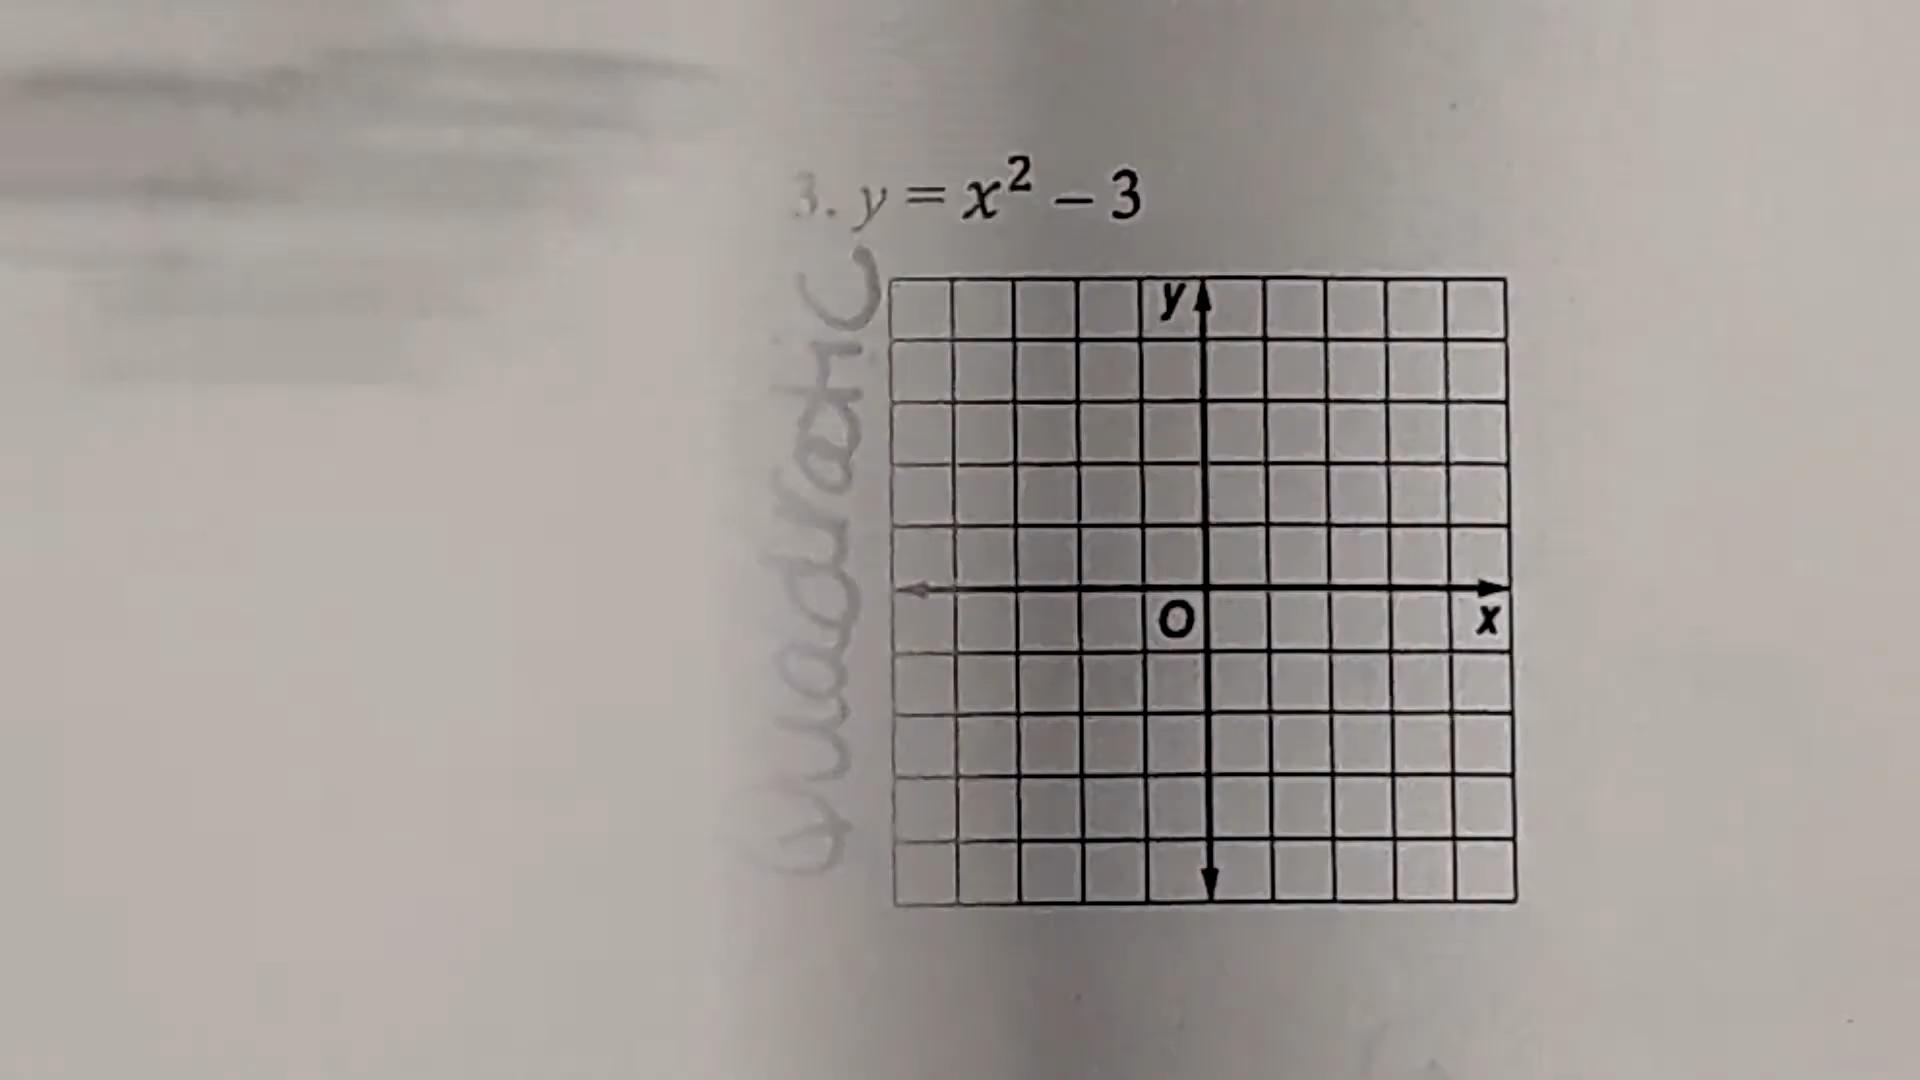 3. y = x² – 3
quadratic
y
O
x